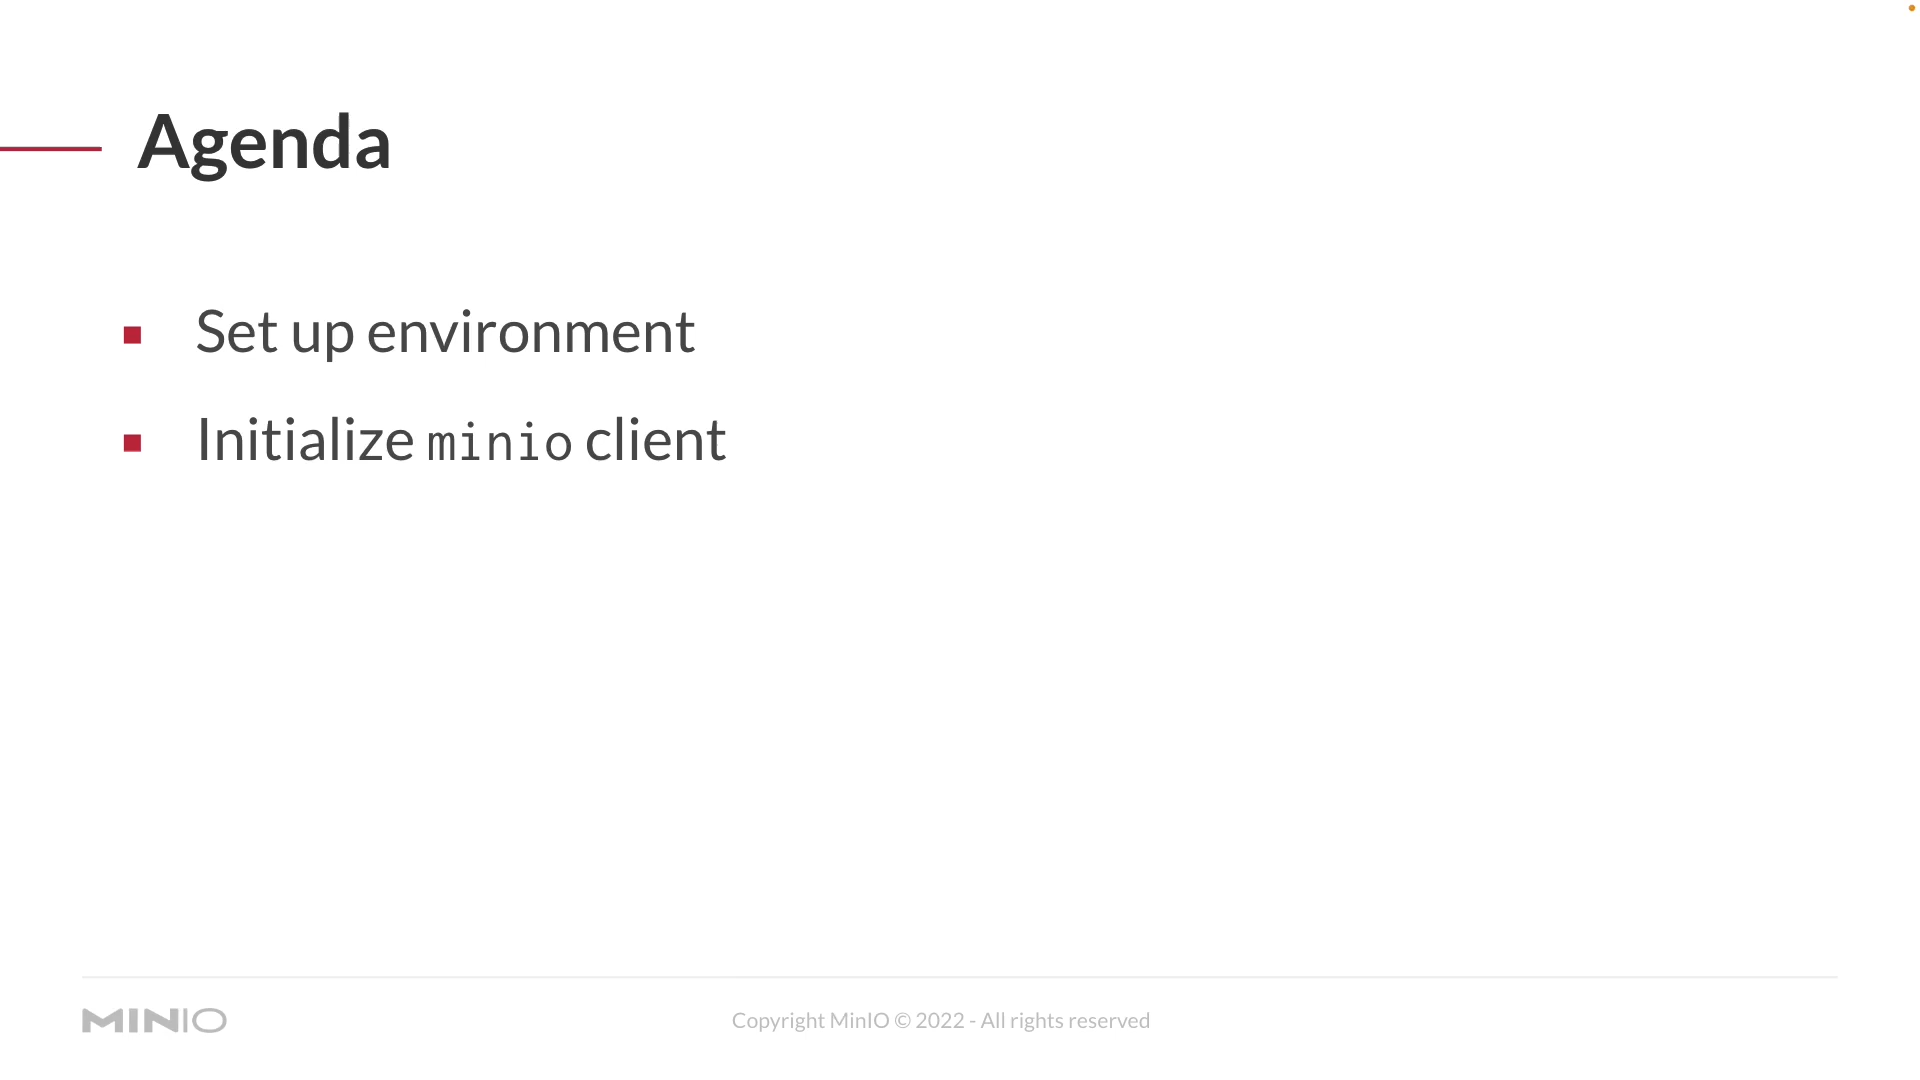 Agenda
Set up environment
Initialize minio client
MINIO
Copyright MinIO © 2022 - All rights reserved